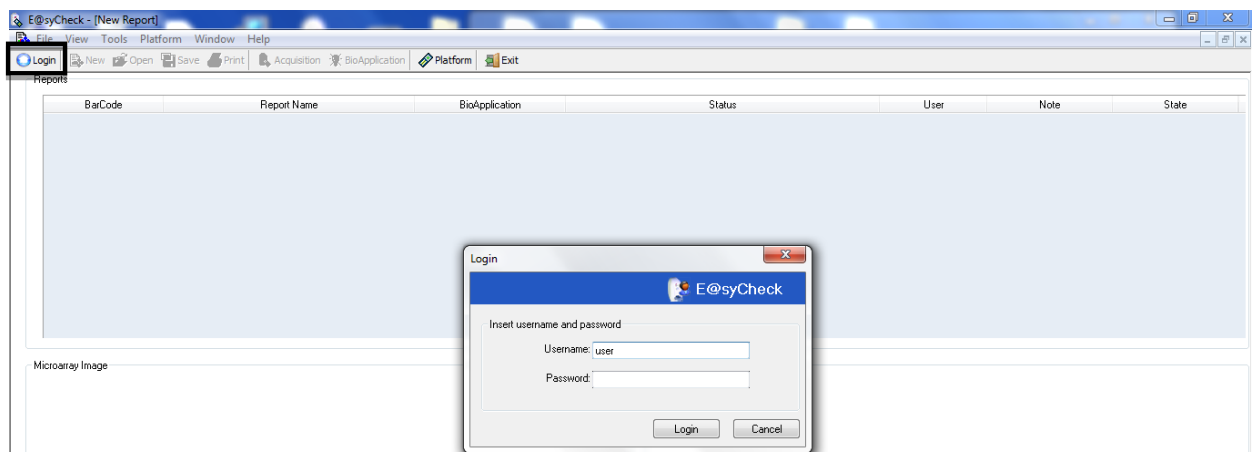 E@syCheck - [New Report]
File View Tools Platform Window Help
Login New Open Save Print Acquisition BioApplication Platform Exit
Reports
BarCode Report Name BioApplication Status User Note State
Login
E@syCheck
Insert username and password
Username: user
Password:
Login Cancel
Microarray Image